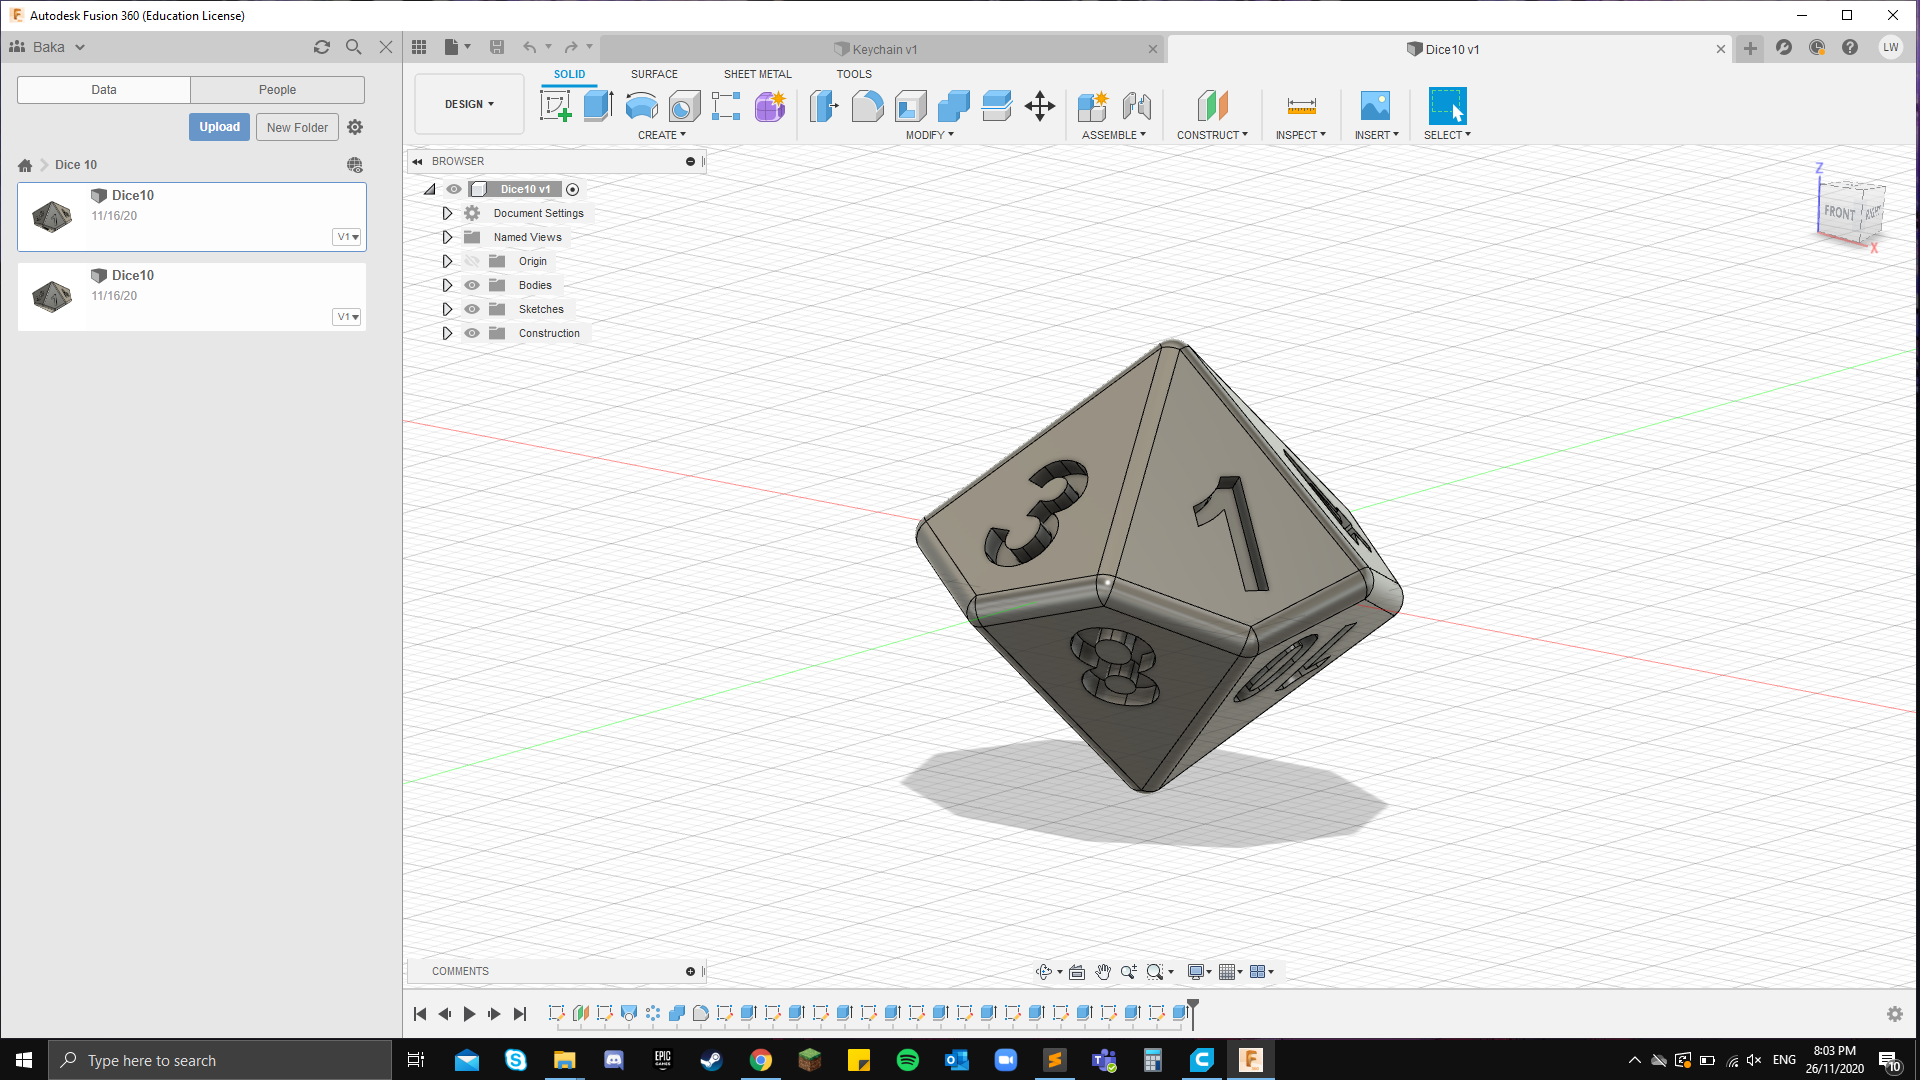 Autodesk Fusion 360 (Education License)
Baka
Keychain v1
Dice10 v1
LW
Data
People
Upload
New Folder
Dice 10
Dice10
11/16/20
V1
Dice10
11/16/20
V1
DESIGN
SOLID
SURFACE
SHEET METAL
TOOLS
CREATE
MODIFY
ASSEMBLE
CONSTRUCT
INSPECT
INSERT
SELECT
BROWSER
Dice10 v1
Document Settings
Named Views
Origin
Bodies
Sketches
Construction
Z
FRONT
RIGHT
X
3
1
8
COMMENTS
Type here to search
EPIC
GAMES
ENG
8:03 PM
26/11/2020
10